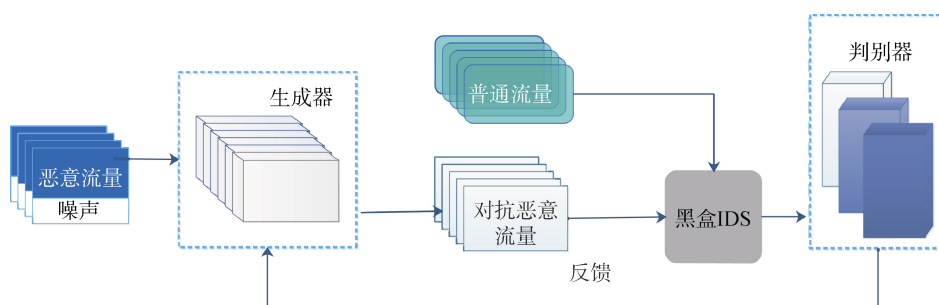 恶意流量
噪声
生成器
普通流量
对抗恶意
流量
反馈
黑盒IDS
判别器